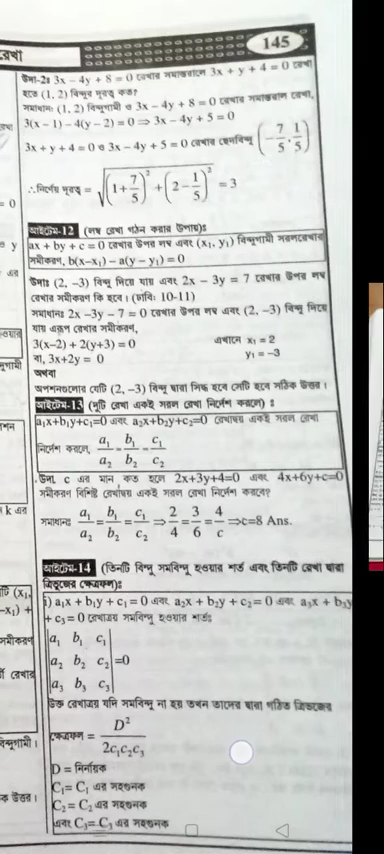 রেখা
145
উদা-2ঃ 3x – 4y + 8 = 0 রেখার সমান্তরালে 3x + y + 4 = 0 রেখা
হতে (1, 2) বিন্দুর দূরত্ব কত?
সমাধানঃ (1, 2) বিন্দুগামী ও 3x – 4y + 8 = 0 রেখার সমান্তরাল রেখা,
3(x – 1) – 4(y – 2) = 0 ⇒ 3x – 4y + 5 = 0
3x + y + 4 = 0 ও 3x – 4y + 5 = 0 রেখার ছেদবিন্দু (–7/5, 1/5)
∴ নির্ণেয় দূরত্ব = √((1 + 7/5)² + (2 – 1/5)²) = 3
আইটেম-12 (লম্ব রেখা গঠন করার উপায়)ঃ
ax + by + c = 0 রেখার উপর লম্ব এবং (x₁, y₁) বিন্দুগামী সরলরেখার
সমীকরণ, b(x–x₁) – a(y – y₁) = 0
উদাঃ (2, –3) বিন্দু দিয়ে যায় এবং 2x – 3y = 7 রেখার উপর লম্ব
রেখার সমীকরণ কি হবে। (ঢাবি: 10-11)
সমাধানঃ 2x –3y – 7 = 0 রেখার উপর লম্ব এবং (2, –3) বিন্দু দিয়ে
যায় এরূপ রেখার সমীকরণ,
3(x–2) + 2(y+3) = 0 এখানে x₁ = 2
বা, 3x+2y = 0 y₁ = –3
অথবা
অপশনগুলোর যেটি (2, –3) বিন্দু দ্বারা সিদ্ধ হবে সেটি হবে সঠিক উত্তর।
আইটেম-13 (দুটি রেখা একই সরল রেখা নির্দেশ করলে) ঃ
a₁x+b₁y+c₁=0 এবং a₂x+b₂y+c₂=0 রেখাদ্বয় একই সরল রেখা
নির্দেশ করলে, a₁/a₂ = b₁/b₂ = c₁/c₂
উদা. c এর মান কত হলে 2x+3y+4=0 এবং 4x+6y+c=0
সমীকরণ বিশিষ্ট রেখাদ্বয় একই সরল রেখা নির্দেশ করবে?
সমাধানঃ a₁/a₂ = b₁/b₂ = c₁/c₂ ⇒ 2/4 = 3/6 = 4/c ⇒ c=8 Ans.
আইটেম-14 (তিনটি বিন্দু সমবিন্দু হওয়ার শর্ত এবং তিনটি রেখা দ্বারা
ত্রিভুজের ক্ষেত্রফল)ঃ
i) a₁x + b₁y + c₁ = 0 এবং a₂x + b₂y + c₂= 0 এবং a₃x + b₃y
+ c₃ = 0 রেখাত্রয় সমবিন্দু হওয়ার শর্তঃ
|a₁ b₁ c₁|
|a₂ b₂ c₂| =0
|a₃ b₃ c₃|
উক্ত রেখাত্রয় যদি সমবিন্দু না হয় তখন তাদের দ্বারা গঠিত ত্রিভুজের
ক্ষেত্রফল = D²/2c₁c₂c₃
D = নির্ণায়ক
C₁= C₁ এর সহগুনক
C₂= C₂ এর সহগুনক
এবং C₃= C₃ এর সহগুনক